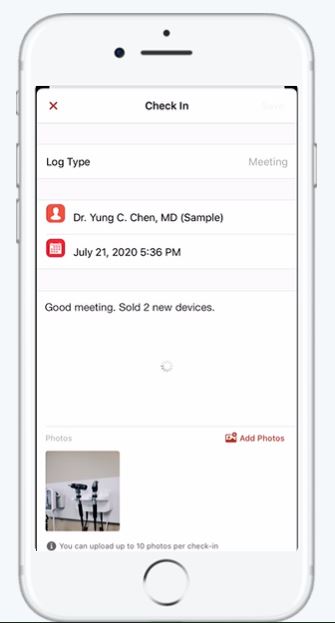 Check In
Save
Log Type
Meeting
Dr. Yung C. Chen, MD (Sample)
July 21, 2020 5:36 PM
Good meeting. Sold 2 new devices.
Photos
Add Photos
You can upload up to 10 photos per check-in